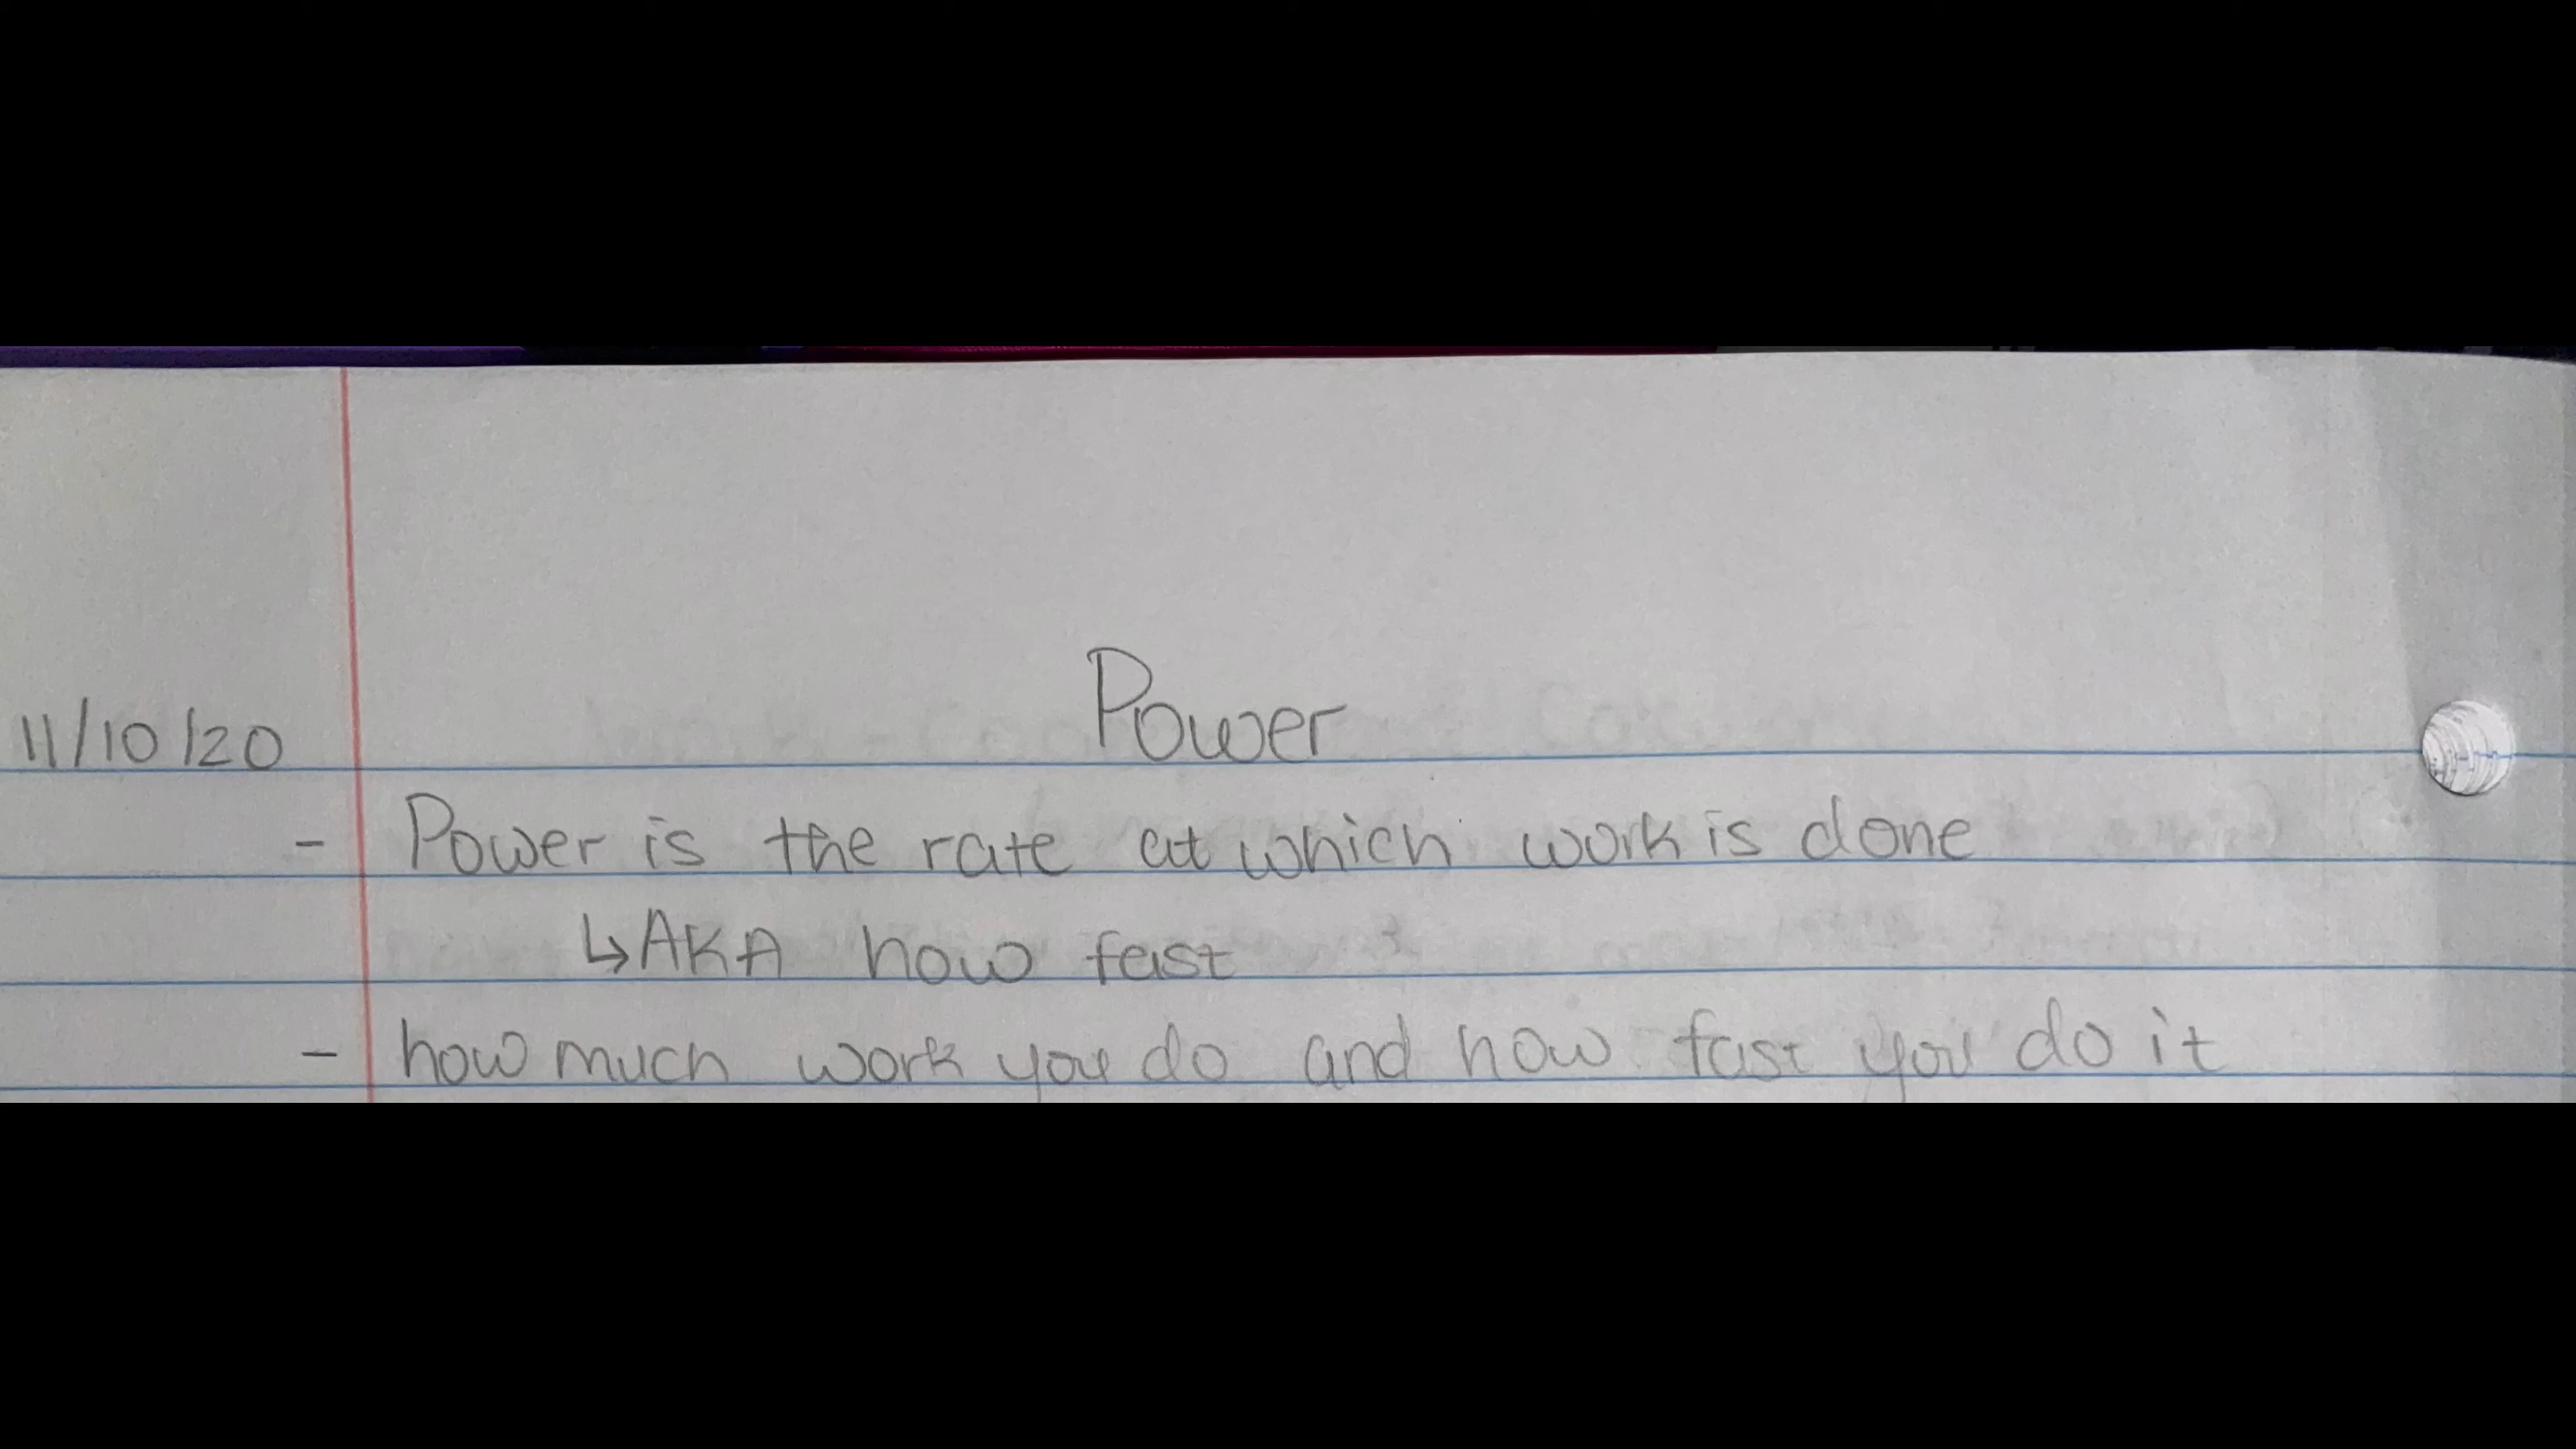 Power
11/10/20
- Power is the rate at which work is done
↳AKA how fast
- how much work you do and how fast you do it